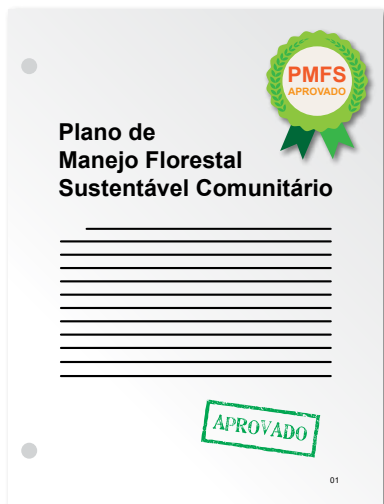 PMFS
APROVADO
Plano de
Manejo Florestal
Sustentável Comunitário
APROVADO
01